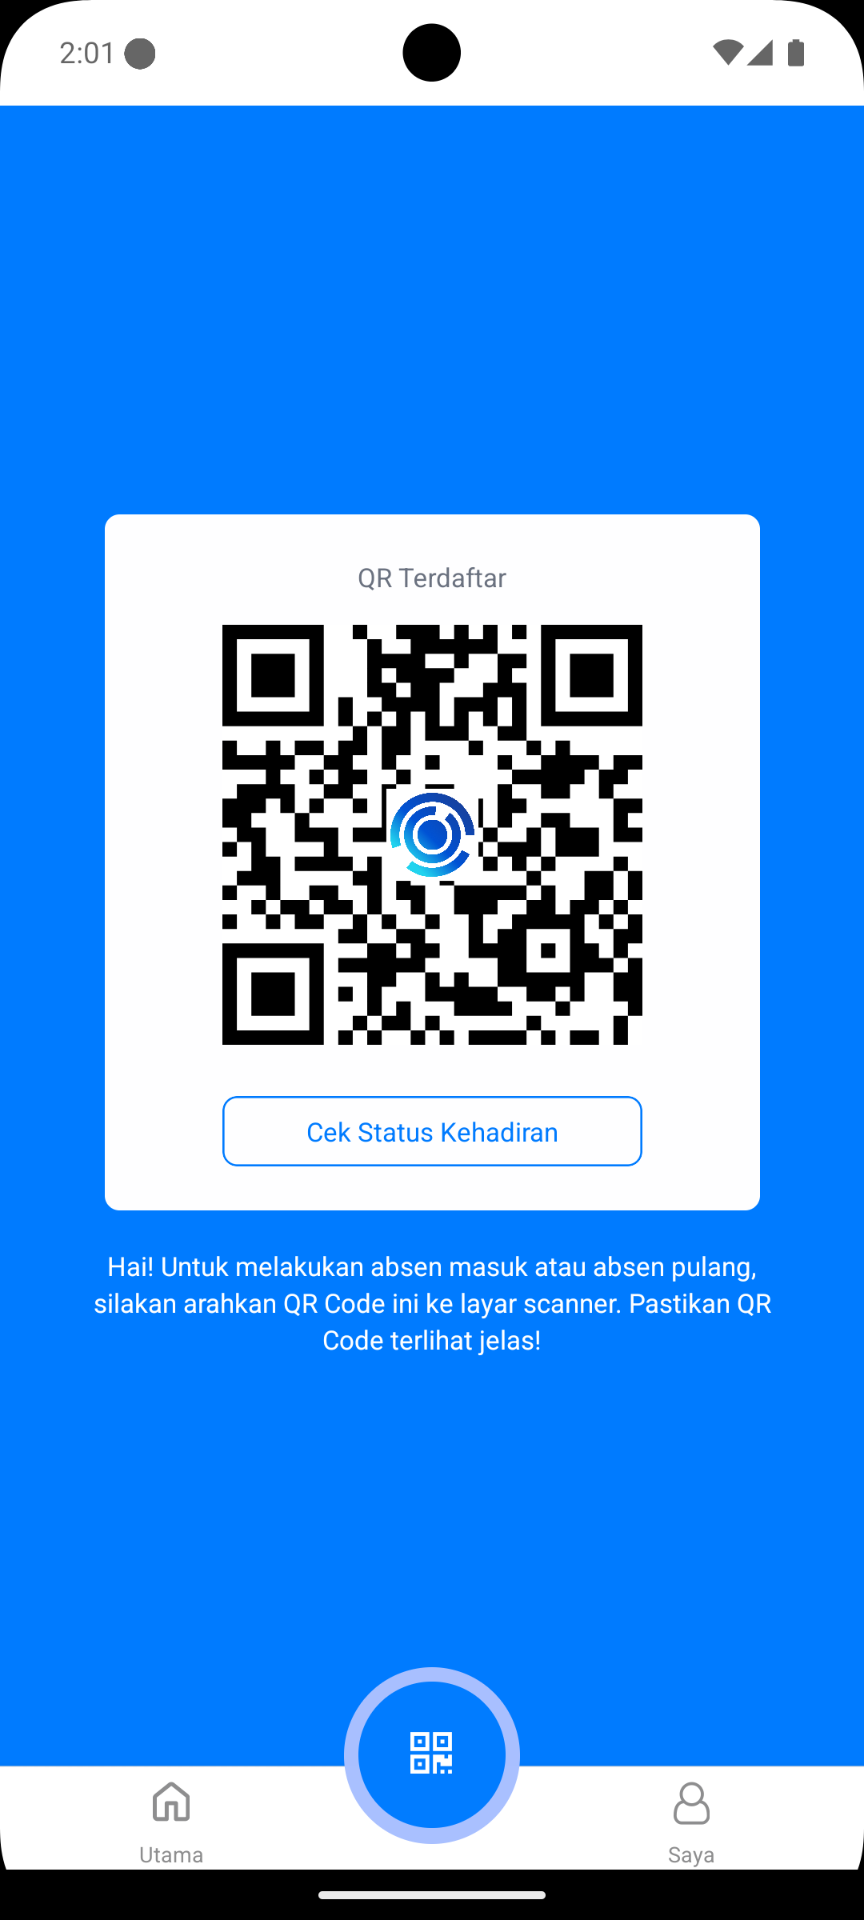 2:01
QR Terdaftar
Cek Status Kehadiran
Hai! Untuk melakukan absen masuk atau absen pulang,
silakan arahkan QR Code ini ke layar scanner. Pastikan QR
Code terlihat jelas!
Utama
Saya